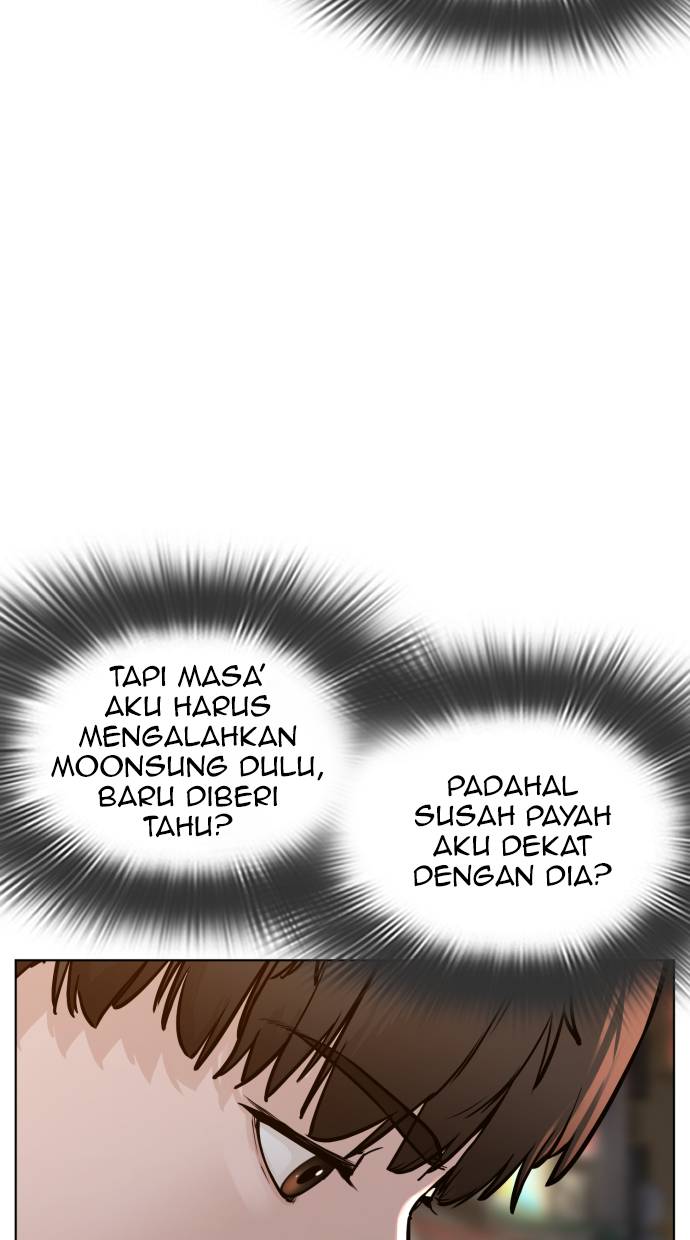 TAPI MASA'
AKU HARUS
MENGALAHKAN
MOONSUNG DULU,
BARU DIBERI
TAHU?
PADAHAL
SUSAH PAYAH
AKU DEKAT
DENGAN DIA?